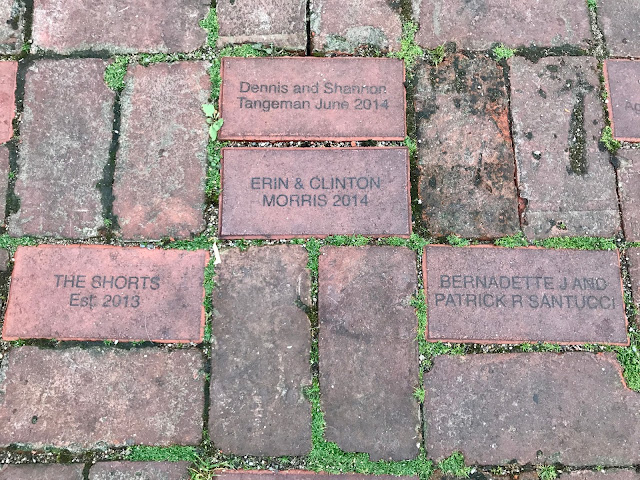 Dennis and Shannon
Tangeman June 2014
ERIN & CLINTON
MORRIS 2014
THE SHORTS
Est. 2013
BERNADETTE J AND
PATRICK R SANTUCCI